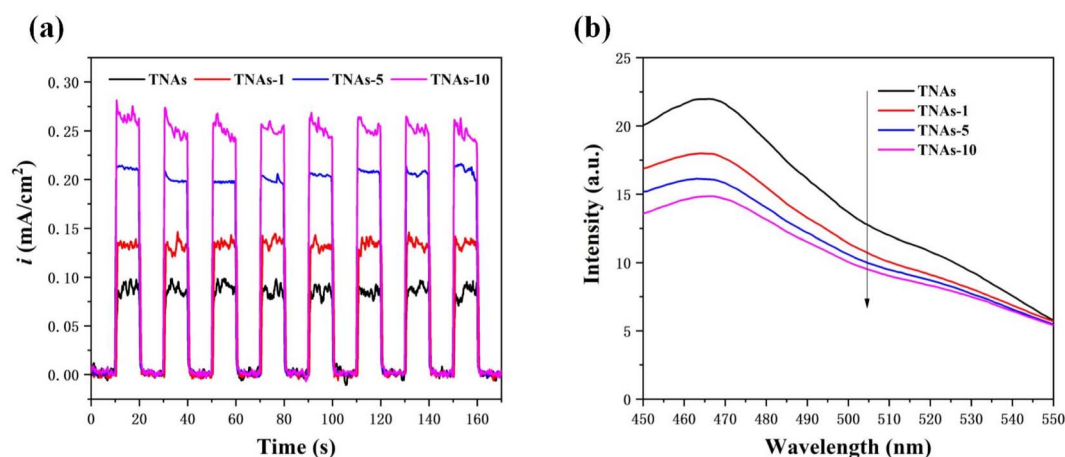 (a)
TNAs TNAs-1 TNAs-5 TNAs-10
0.30
0.25
0.20
0.15
0.10
0.05
0.00
i (mA/cm²)
0 20 40 60 80 100 120 140 160
Time (s)
(b)
TNAs
TNAs-1
TNAs-5
TNAs-10
25
20
15
10
5
0
Intensity (a.u.)
450 460 470 480 490 500 510 520 530 540 550
Wavelength (nm)